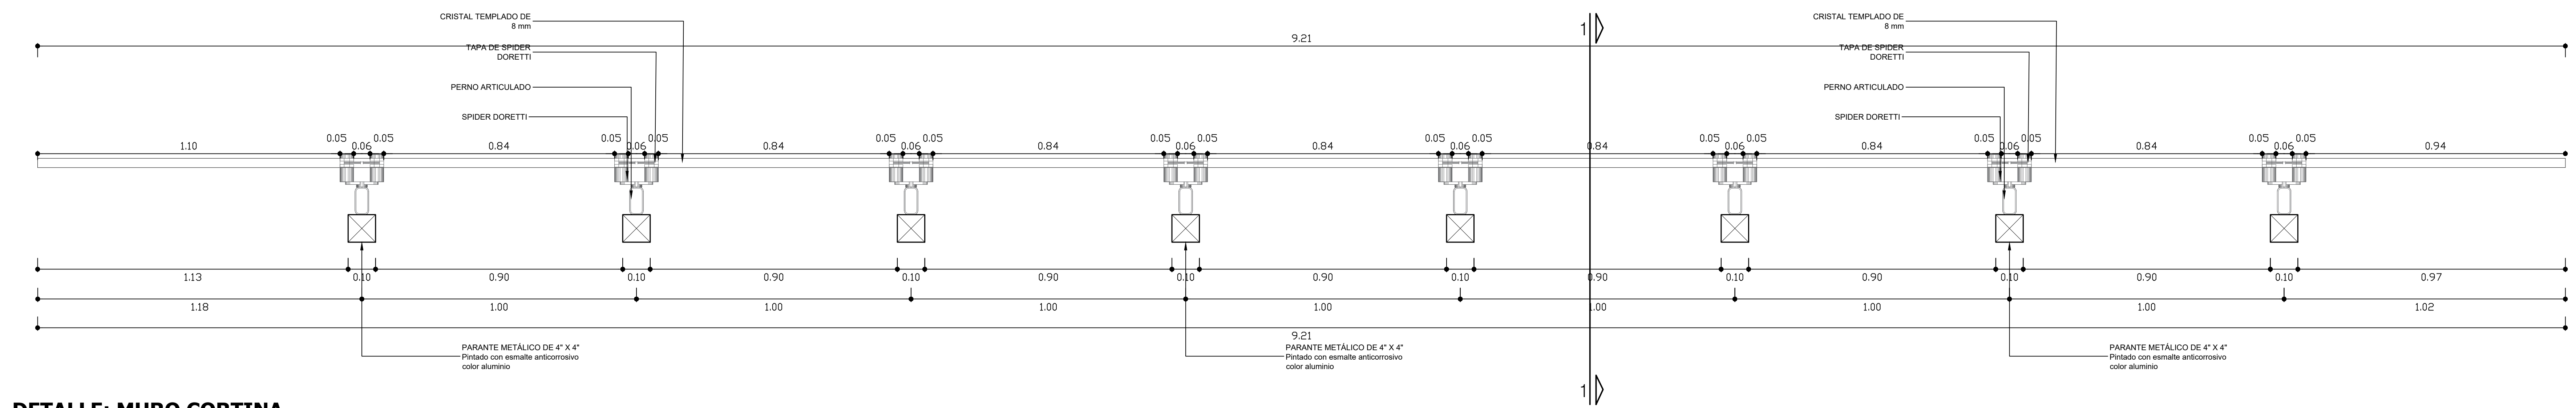 CRISTAL TEMPLADO DE
8 mm
CRISTAL TEMPLADO DE
8 mm
1
9.21
TAPA DE SPIDER
DORETTI
TAPA DE SPIDER
DORETTI
PERNO ARTICULADO
PERNO ARTICULADO
SPIDER DORETTI
SPIDER DORETTI
0.05 0.05 0.05 0.05 0.05 0.05 0.05 0.05 0.05 0.05 0.05 0.05 0.05 0.05 0.05 0.05
1.10 0.06 0.84 0.06 0.84 0.06 0.84 0.06 0.84 0.06 0.84 0.06 0.84 0.06 0.84 0.06 0.94
1.13 0.10 0.90 0.10 0.90 0.10 0.90 0.10 0.90 0.10 0.90 0.10 0.90 0.10 0.90 0.10 0.97
1.18 1.00 1.00 1.00 1.00 1.00 1.00 1.00 1.02
9.21
PARANTE METÁLICO DE 4" X 4"
Pintado con esmalte anticorrosivo
color aluminio
PARANTE METÁLICO DE 4" X 4"
Pintado con esmalte anticorrosivo
color aluminio
PARANTE METÁLICO DE 4" X 4"
Pintado con esmalte anticorrosivo
color aluminio
1
DETALLE: MURO CORTINA